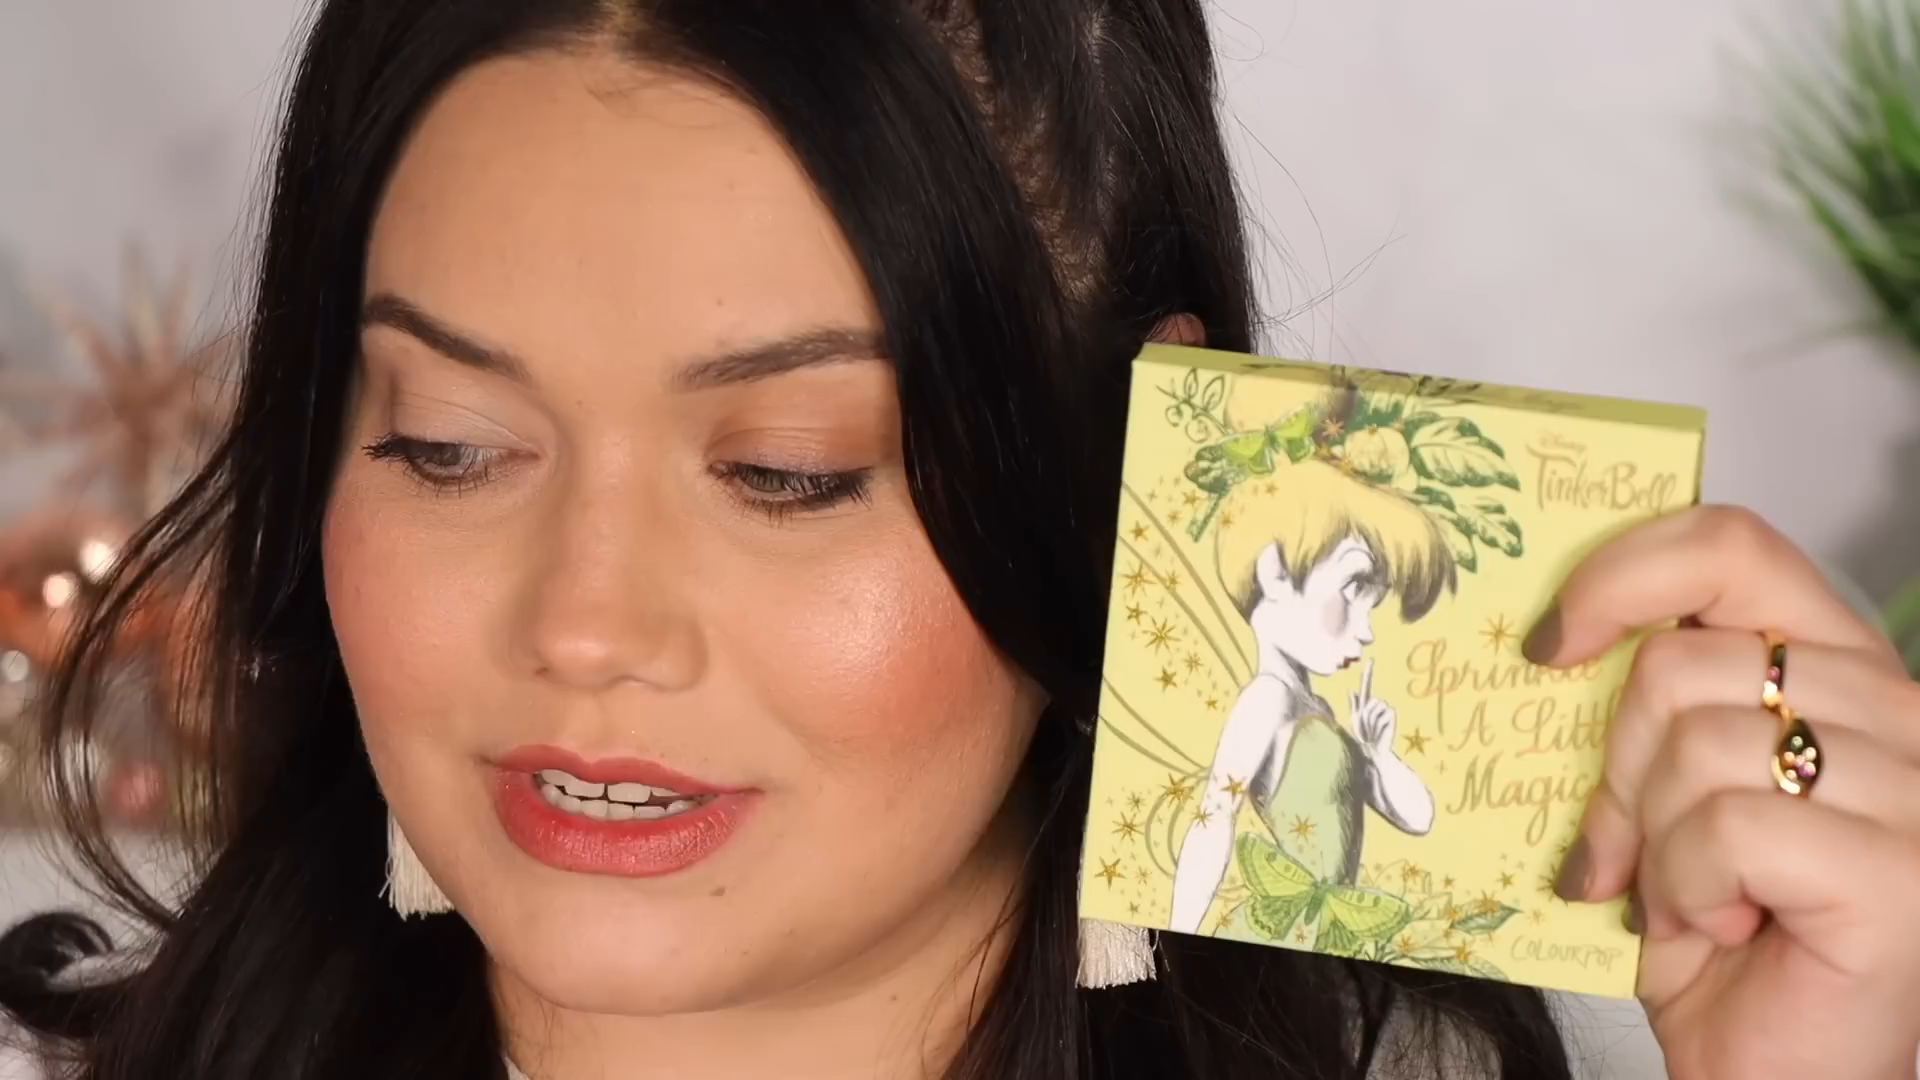 Disney
TinkerBell
Sprinkle
A Little
Magic
COLOURPOP